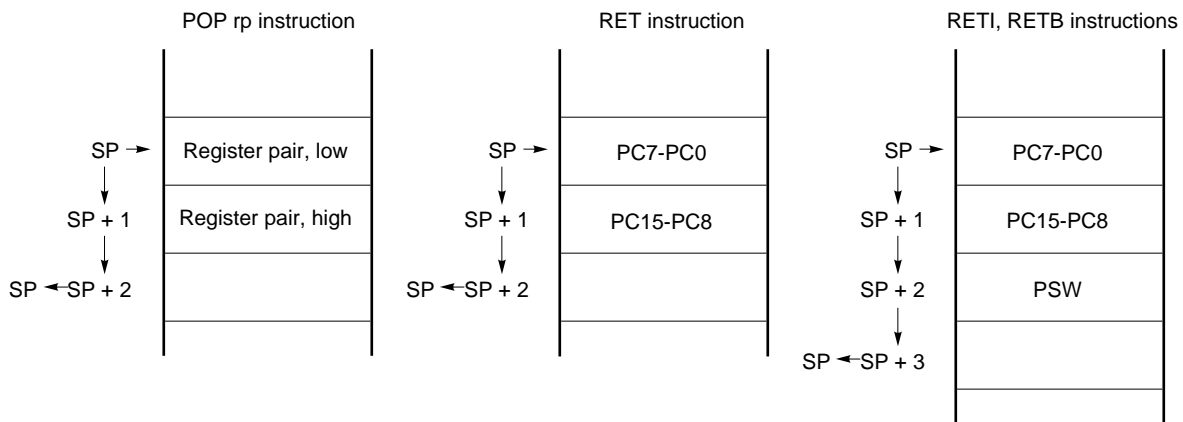 POP rp instruction
SP
Register pair, low
SP + 1
Register pair, high
SP
SP + 2
RET instruction
SP
PC7-PC0
SP + 1
PC15-PC8
SP
SP + 2
RETI, RETB instructions
SP
PC7-PC0
SP + 1
PC15-PC8
SP + 2
PSW
SP
SP + 3